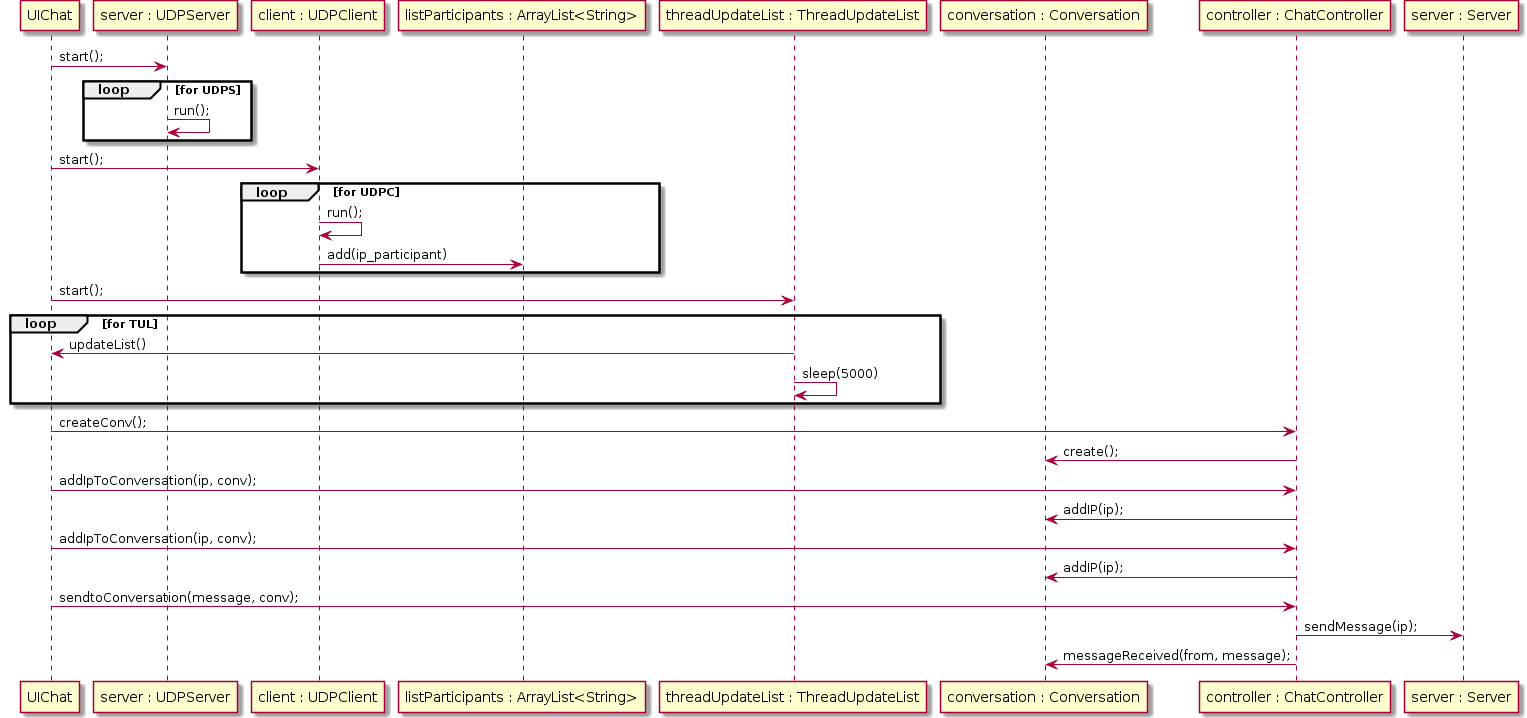 UIChat
server : UDPServer
client : UDPClient
listParticipants : ArrayList<String>
threadUpdateList : ThreadUpdateList
conversation : Conversation
controller : ChatController
server : Server
start();
loop [for UDPS]
run();
start();
loop [for UDPC]
run();
add(ip_participant)
start();
loop [for TUL]
updateList()
sleep(5000)
createConv();
create();
addIpToConversation(ip, conv);
addIP(ip);
addIpToConversation(ip, conv);
addIP(ip);
sendtoConversation(message, conv);
sendMessage(ip);
messageReceived(from, message);
UIChat
server : UDPServer
client : UDPClient
listParticipants : ArrayList<String>
threadUpdateList : ThreadUpdateList
conversation : Conversation
controller : ChatController
server : Server